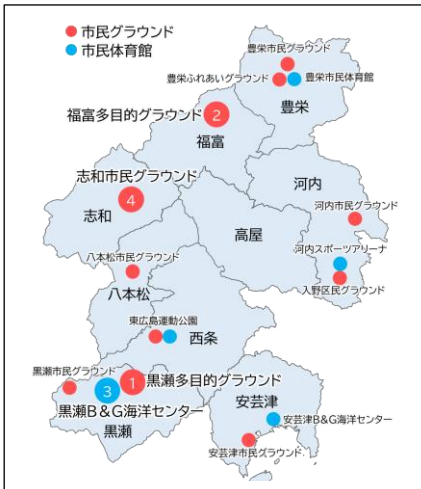 市民グラウンド
市民体育館
豊栄市民グラウンド
豊栄ふれあいグラウンド
豊栄市民体育館
豊栄
福富多目的グラウンド
2
福富
志和市民グラウンド
4
志和
河内
河内市民グラウンド
高屋
河内スポーツアリーナ
入野区民グラウンド
八本松市民グラウンド
八本松
東広島運動公園
西条
黒瀬市民グラウンド
3
1
黒瀬多目的グラウンド
黒瀬B&G海洋センター
黒瀬
安芸津
安芸津B&G海洋センター
安芸津市民グラウンド